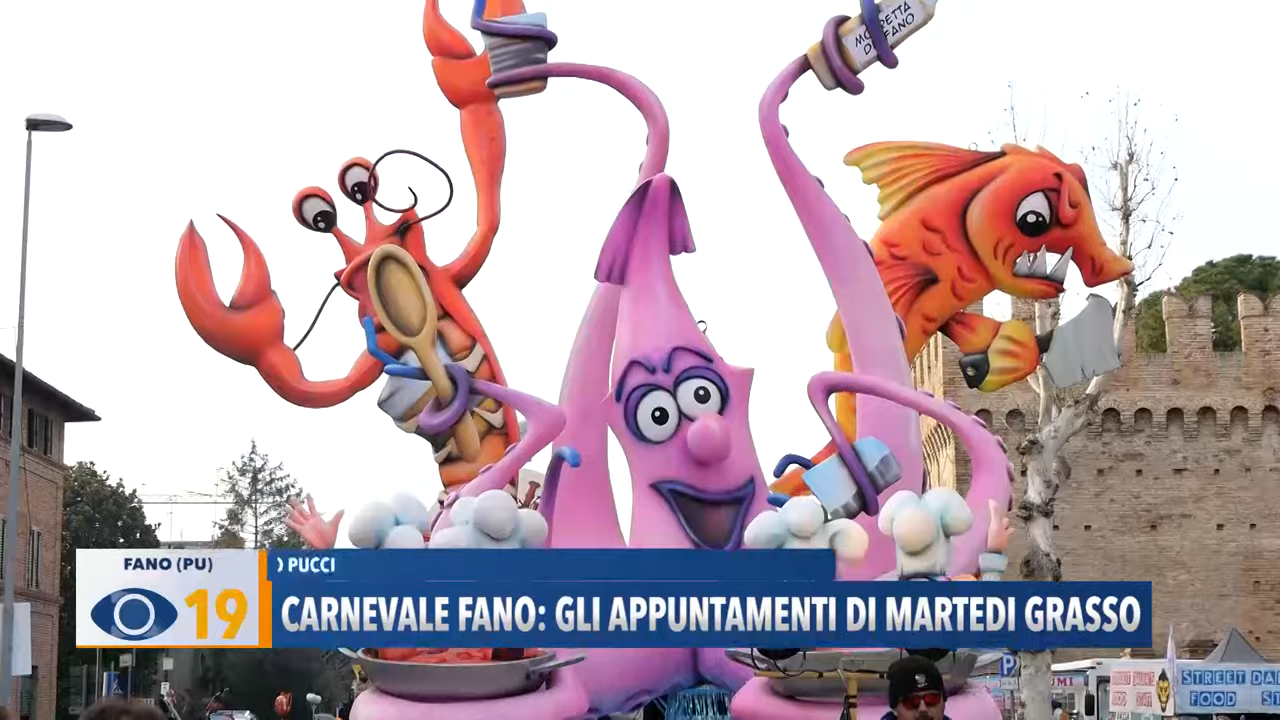 MORETTA
DI FANO
FANO (PU)
19
PUCCI
CARNEVALE FANO: GLI APPUNTAMENTI DI MARTEDI GRASSO
P
STREET
FOOD